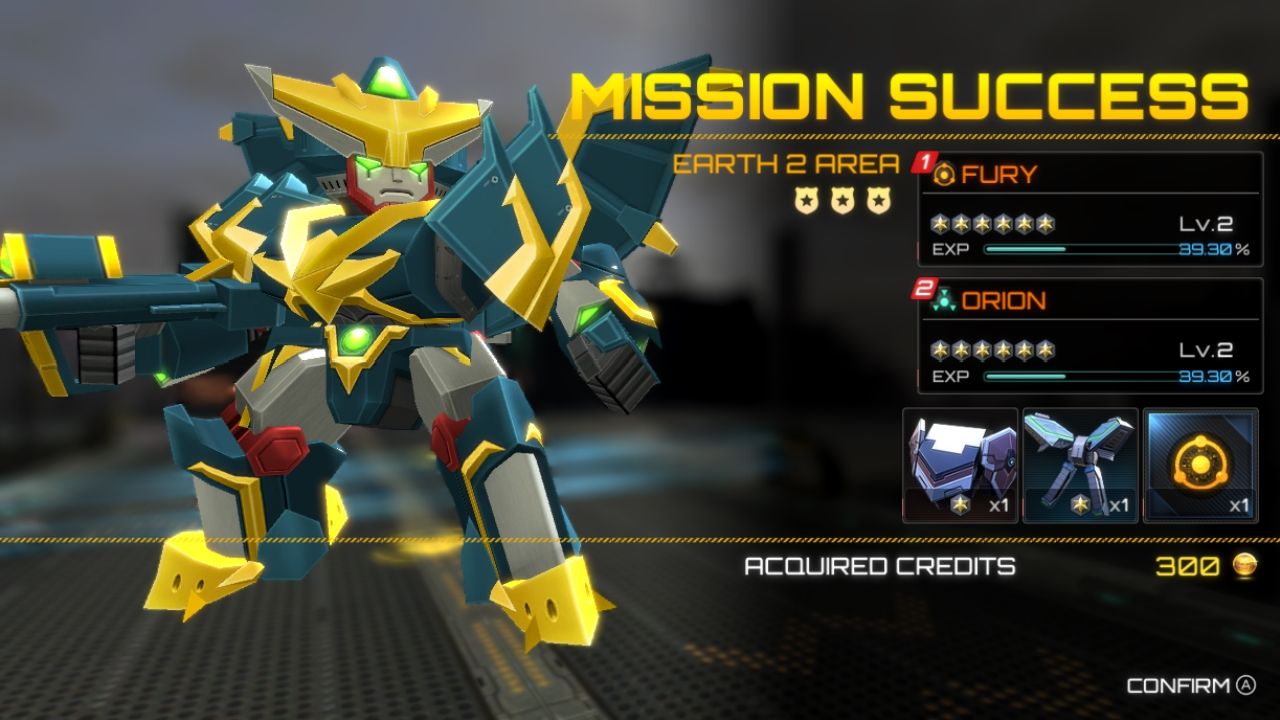 MISSION SUCCESS
EARTH 2 AREA
1 FURY
Lv.2
EXP 39.30%
2 ORION
Lv.2
EXP 39.30%
x1 x1 x1
ACQUIRED CREDITS 300
CONFIRM A